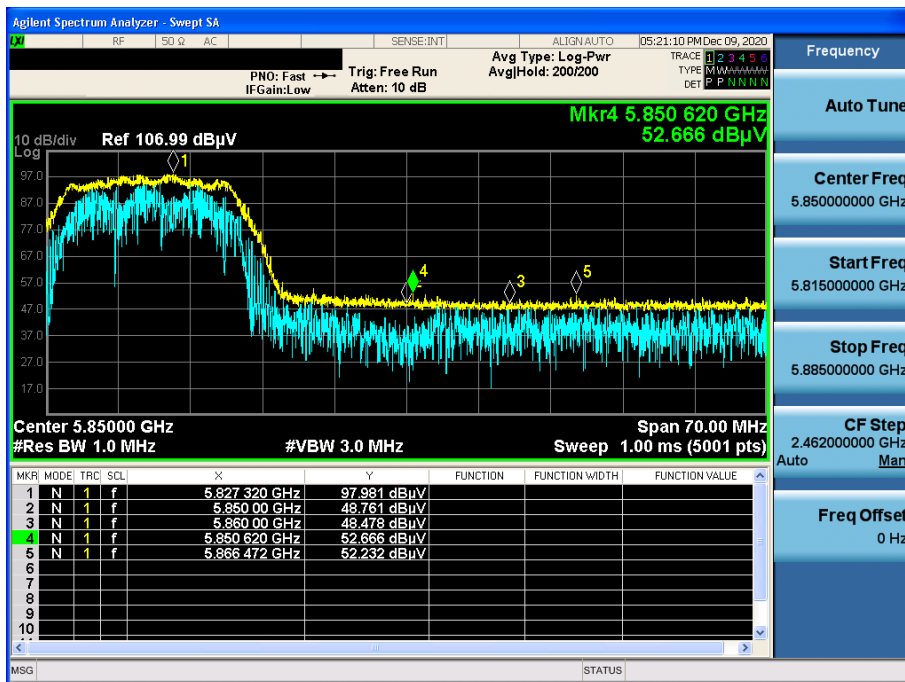 Agilent Spectrum Analyzer - Swept SA
LXI RF 50 Ω AC SENSE:INT ALIGN AUTO 05:21:10 PM Dec 09, 2020
PNO: Fast Trig: Free Run Avg Type: Log-Pwr TRACE 1 2 3 4 5 6
IFGain:Low Atten: 10 dB Avg|Hold: 200/200 TYPE MWWWWW
DET P P N N N N
Mkr4 5.850 620 GHz
52.666 dBµV
10 dB/div Ref 106.99 dBµV
Log
97.0
87.0
77.0
67.0
57.0
47.0
37.0
27.0
17.0
1
4
3
5
Center 5.85000 GHz Span 70.00 MHz
#Res BW 1.0 MHz #VBW 3.0 MHz Sweep 1.00 ms (5001 pts)
MKR MODE TRC SCL X Y FUNCTION FUNCTION WIDTH FUNCTION VALUE
1 N 1 f 5.827 320 GHz 97.981 dBµV
2 N 1 f 5.850 00 GHz 48.761 dBµV
3 N 1 f 5.860 00 GHz 48.478 dBµV
4 N 1 f 5.850 620 GHz 52.666 dBµV
5 N 1 f 5.866 472 GHz 52.232 dBµV
6
7
8
9
10
MSG STATUS
Frequency
Auto Tune
Center Freq
5.850000000 GHz
Start Freq
5.815000000 GHz
Stop Freq
5.885000000 GHz
CF Step
2.462000000 GHz
Auto Man
Freq Offset
0 Hz